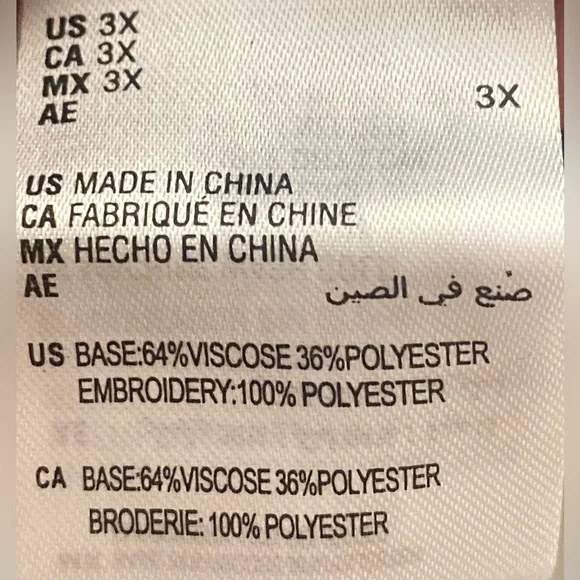 US 3X
CA 3X
MX 3X
AE 3X
US MADE IN CHINA
CA FABRIQUÉ EN CHINE
MX HECHO EN CHINA
AE صُنع في الصين
US BASE:64%VISCOSE 36%POLYESTER
EMBROIDERY:100% POLYESTER
CA BASE:64%VISCOSE 36%POLYESTER
BRODERIE: 100% POLYESTER